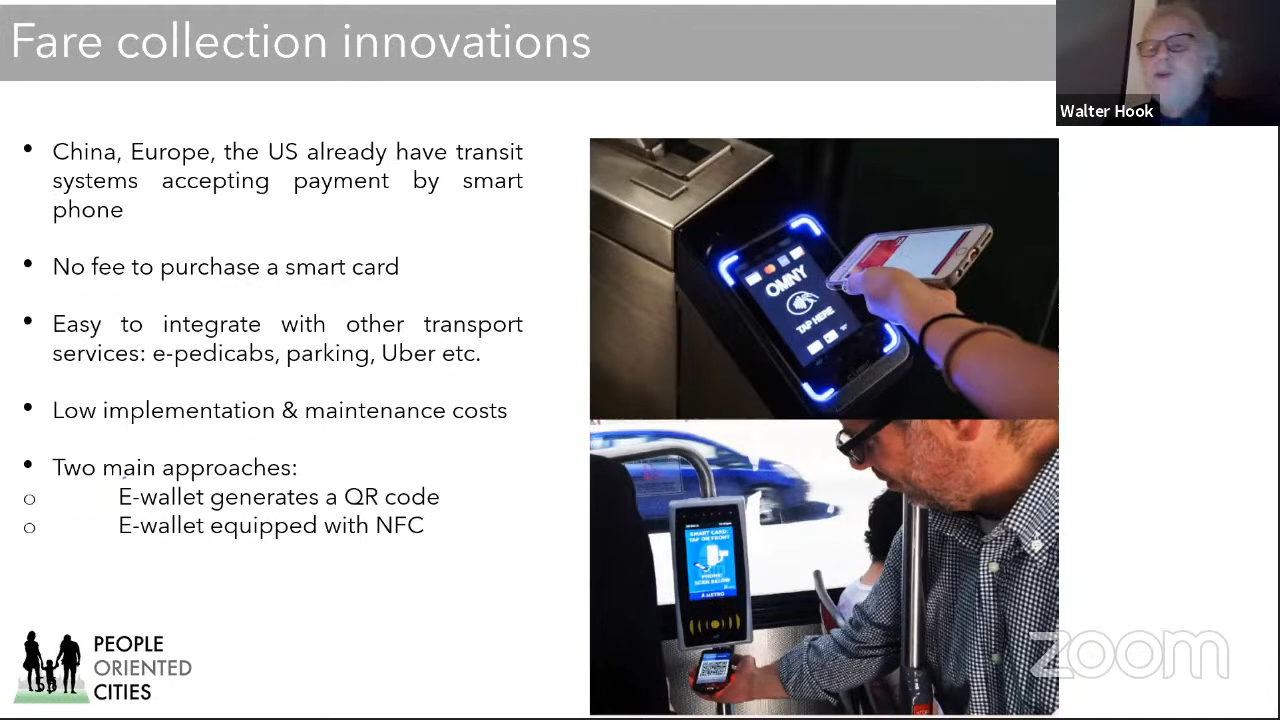 Fare collection innovations
Walter Hook
• China, Europe, the US already have transit
systems accepting payment by smart
phone
• No fee to purchase a smart card
• Easy to integrate with other transport
services: e-pedicabs, parking, Uber etc.
• Low implementation & maintenance costs
• Two main approaches:
○ E-wallet generates a QR code
○ E-wallet equipped with NFC
OMNY
TAP HERE
SMART CARD:
TAP ON FRONT
PHONE:
SCAN BELOW
METRO
PEOPLE
ORIENTED
CITIES
zoom